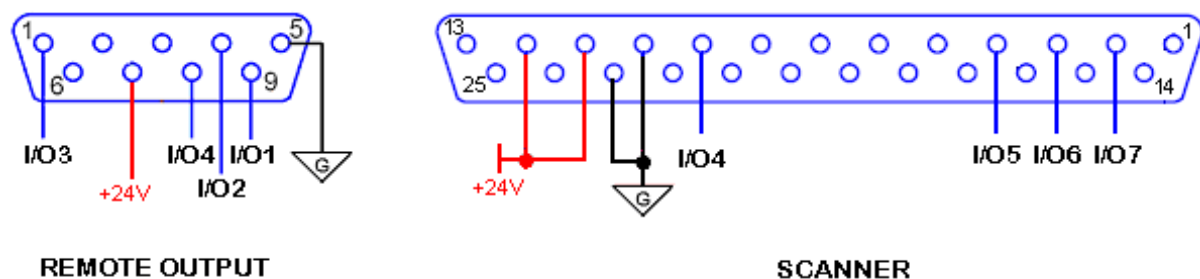 1
5
6
9
I/O3
I/O4
I/O1
+24V
I/O2
G
REMOTE OUTPUT
13
1
25
14
I/O4
I/O5
I/O6
I/O7
+24V
G
SCANNER